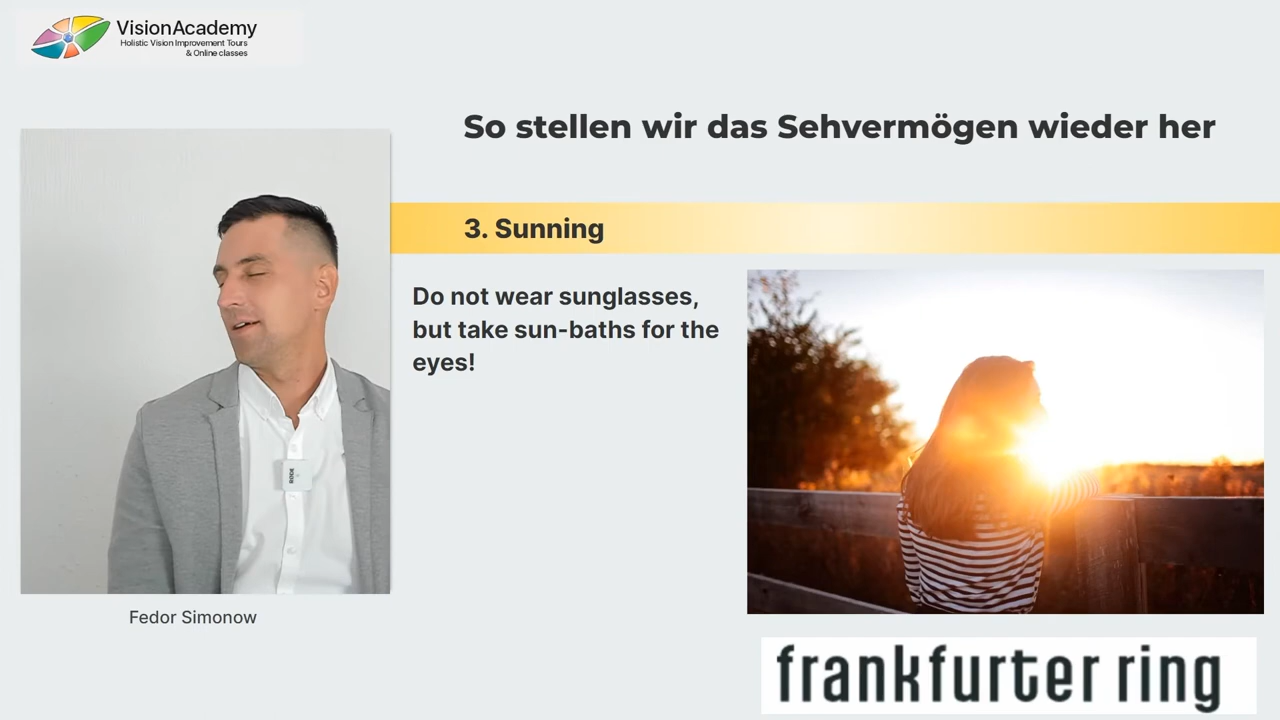 VisionAcademy
Holistic Vision Improvement Tours
& Online classes
So stellen wir das Sehvermögen wieder her
3. Sunning
Do not wear sunglasses,
but take sun-baths for the
eyes!
RØDE
Fedor Simonow
frankfurter ring